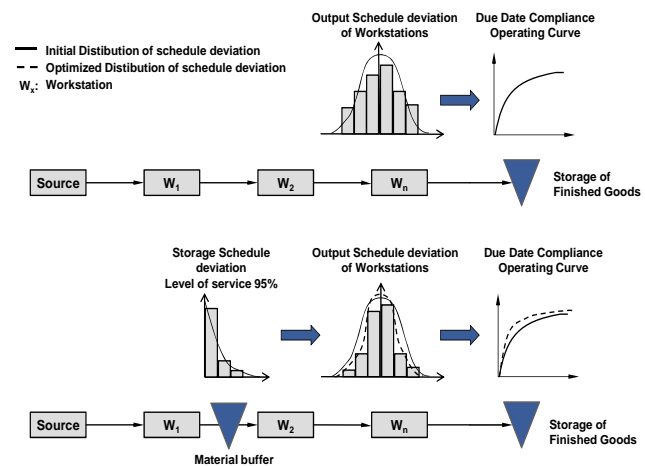 Output Schedule deviation
of Workstations
Due Date Compliance
Operating Curve
Initial Distibution of schedule deviation
Optimized Distbution of schedule deviation
Wx: Workstation
Source
W1
W2
Wn
Storage of
Finished Goods
Storage Schedule
deviation
Level of service 95%
Output Schedule deviation
of Workstations
Due Date Compliance
Operating Curve
Source
W1
W2
Wn
Storage of
Finished Goods
Material buffer